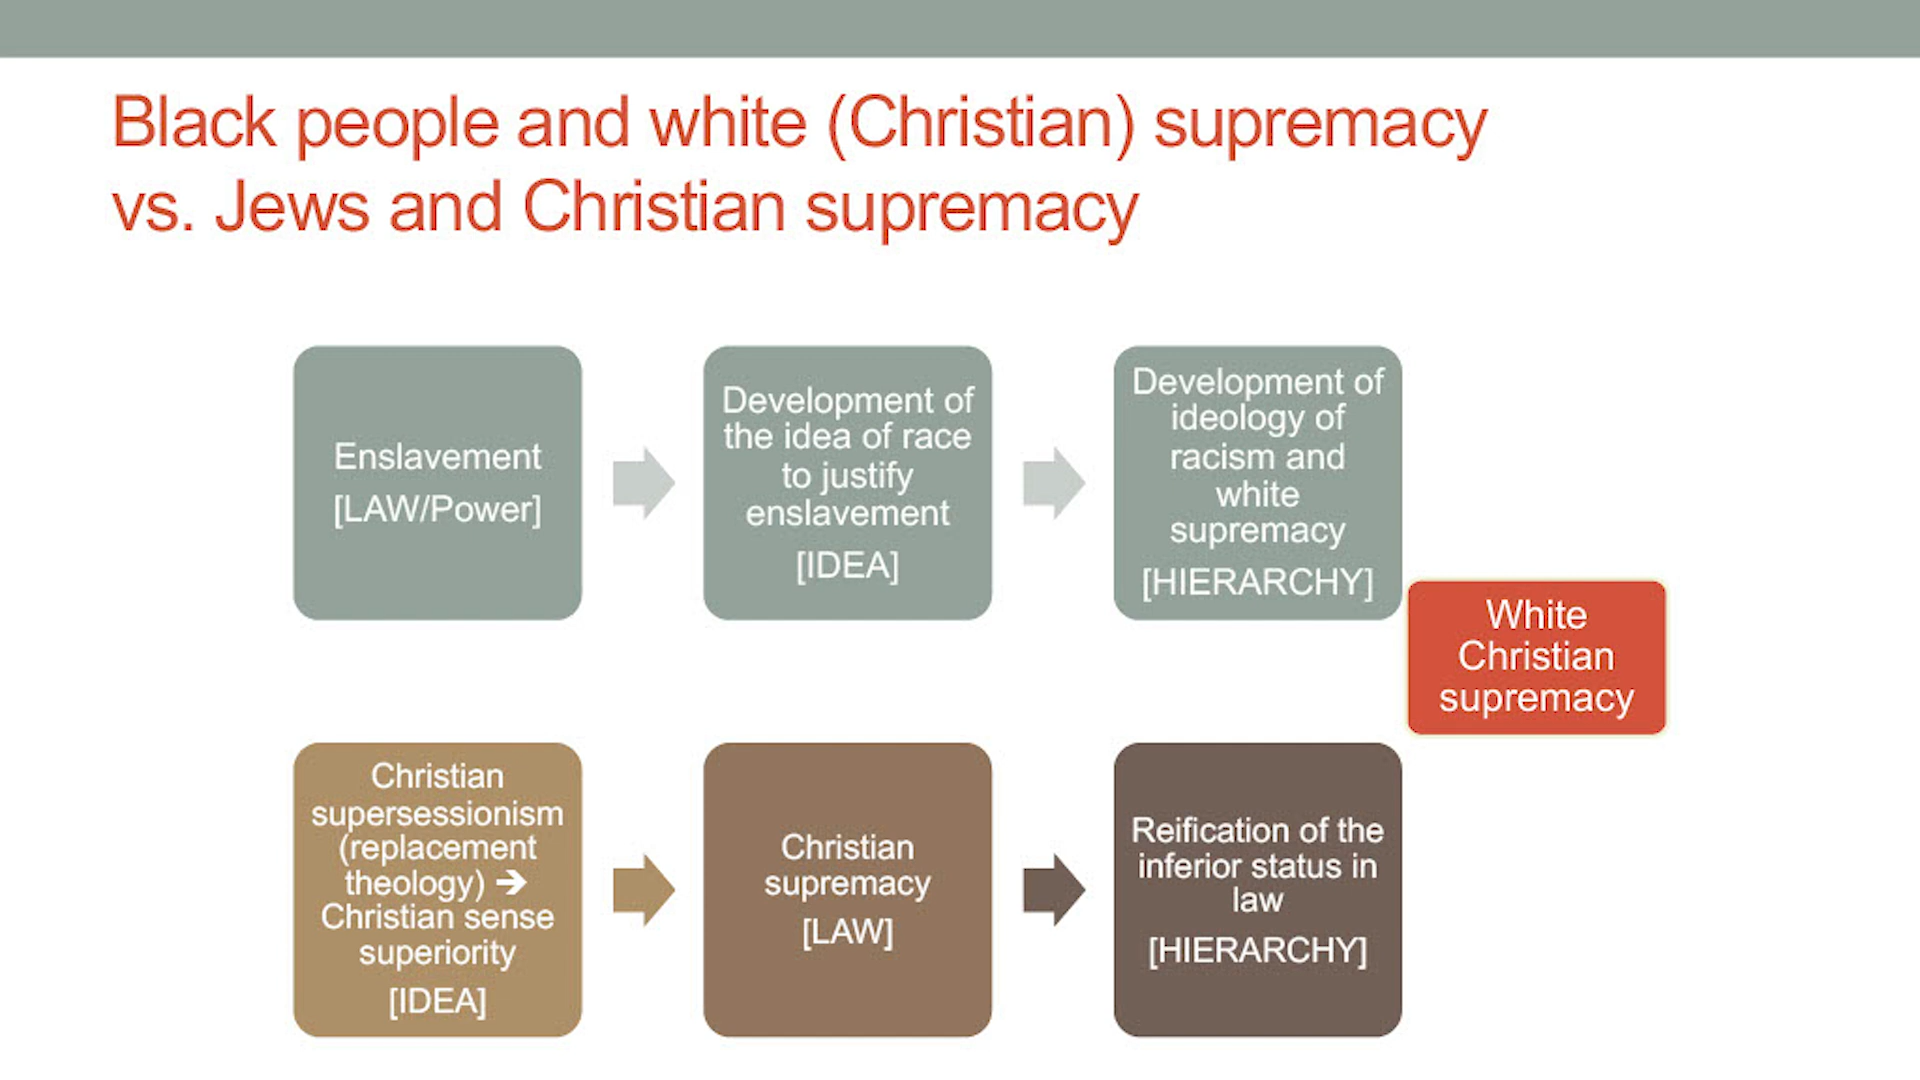 Black people and white (Christian) supremacy
vs. Jews and Christian supremacy
Enslavement
[LAW/Power]
Development of
the idea of race
to justify
enslavement
[IDEA]
Development of
ideology of
racism and
white
supremacy
[HIERARCHY]
White
Christian
supremacy
Christian
supersessionism
(replacement
theology) ➔
Christian sense
superiority
[IDEA]
Christian
supremacy
[LAW]
Reification of the
inferior status in
law
[HIERARCHY]